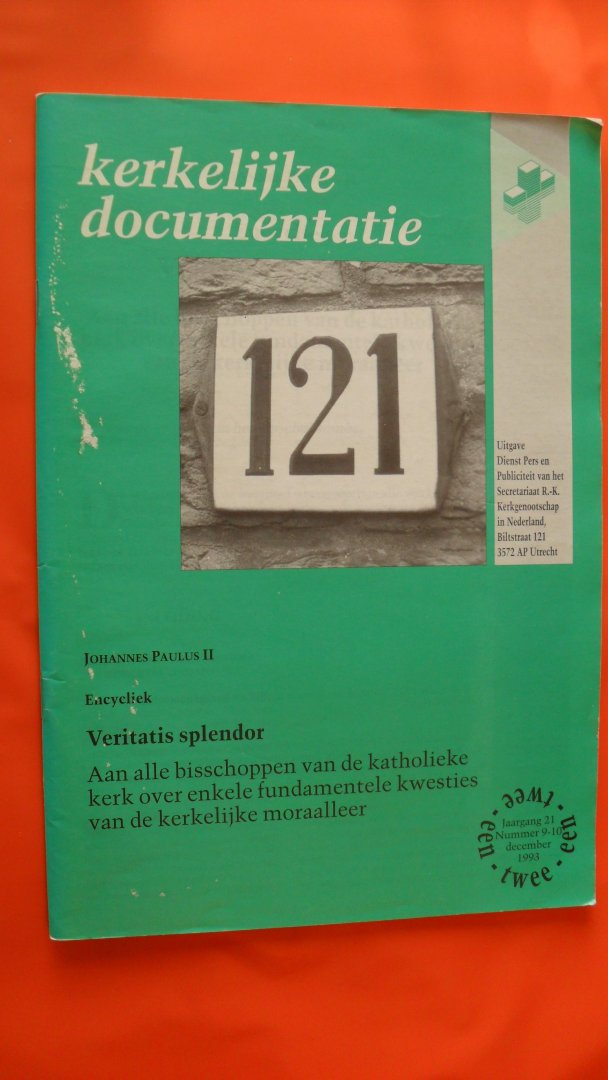 kerkelijke
documentatie
121
Uitgave
Dienst Pers en
Publiciteit van het
Secretariaat R.-K.
Kerkgenootschap
in Nederland,
Biltstraat 121
3572 AP Utrecht
JOHANNES PAULUS II
Encycliek
Veritatis splendor
Aan alle bisschoppen van de katholieke
kerk over enkele fundamentele kwesties
van de kerkelijke moraalleer
een - twee - een - twee -
Jaargang 21
Nummer 9-10
december
1993